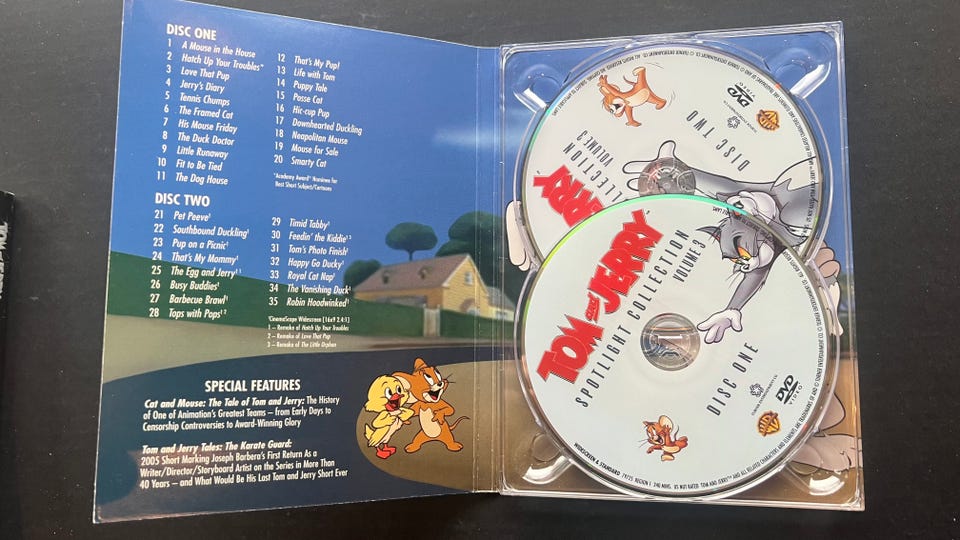 DISC ONE
1 A Mouse in the House
2 Hatch Up Your Troubles*
3 Love That Pup
4 Jerry's Diary
5 Tennis Chumps
6 The Framed Cat
7 His Mouse Friday
8 The Duck Doctor
9 Little Runaway
10 Fit to Be Tied
11 The Dog House
12 That's My Pup!
13 Life with Tom
14 Puppy Tale
15 Posse Cat
16 Hic-cup Pup
17 Downhearted Duckling
18 Neapolitan Mouse
19 Mouse for Sale
20 Smarty Cat
*Academy Award® Nominee for
Best Short Subject/Cartoons
DISC TWO
21 Pet Peeve†
22 Southbound Duckling†
23 Pup on a Picnic†
24 That's My Mommy†
25 The Egg and Jerry†1
26 Busy Buddies†
27 Barbecue Brawl†
28 Tops with Pops†2
29 Timid Tabby†
30 Feedin' the Kiddie†3
31 Tom's Photo Finish†
32 Happy Go Ducky†
33 Royal Cat Nap†
34 The Vanishing Duck†
35 Robin Hoodwinked†
†CinemaScope Widescreen [16x9 2.4:1]
1 – Remake of Hatch Up Your Troubles
2 – Remake of Love That Pup
3 – Remake of The Little Orphan
SPECIAL FEATURES
Cat and Mouse: The Tale of Tom and Jerry: The History
of One of Animation's Greatest Teams – from Early Days to
Censorship Controversies to Award-Winning Glory
Tom and Jerry Tales: The Karate Guard:
2005 Short Marking Joseph Barbera's First Return As a
Writer/Director/Storyboard Artist on the Series in More Than
40 Years – and What Would Be His Last Tom and Jerry Short Ever
DISC TWO
VOLUME 3
DVD
VIDEO
TOM and JERRY
SPOTLIGHT COLLECTION
VOLUME 3
DISC ONE
DVD
VIDEO
WIDESCREEN & STANDARD